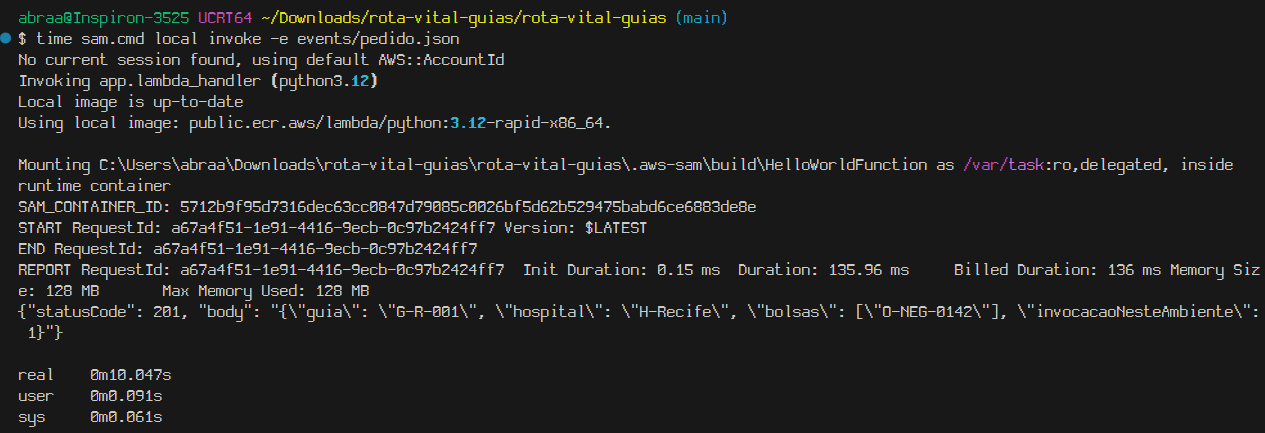 abraa@Inspiron-3525 UCRT64 ~/Downloads/rota-vital-guias/rota-vital-guias (main)
$ time sam.cmd local invoke -e events/pedido.json
No current session found, using default AWS::AccountId
Invoking app.lambda_handler (python3.12)
Local image is up-to-date
Using local image: public.ecr.aws/lambda/python:3.12-rapid-x86_64.

Mounting C:\Users\abraa\Downloads\rota-vital-guias\rota-vital-guias\.aws-sam\build\HelloWorldFunction as /var/task:ro,delegated, inside
runtime container
SAM_CONTAINER_ID: 5712b9f95d7316dec63cc0847d79085c0026bf5d62b529475babd6ce6883de8e
START RequestId: a67a4f51-1e91-4416-9ecb-0c97b2424ff7 Version: $LATEST
END RequestId: a67a4f51-1e91-4416-9ecb-0c97b2424ff7
REPORT RequestId: a67a4f51-1e91-4416-9ecb-0c97b2424ff7  Init Duration: 0.15 ms  Duration: 135.96 ms     Billed Duration: 136 ms Memory Siz
e: 128 MB       Max Memory Used: 128 MB
{"statusCode": 201, "body": "{\"guia\": \"G-R-001\", \"hospital\": \"H-Recife\", \"bolsas\": [\"O-NEG-0142\"], \"invocacaoNesteAmbiente\":
 1}"}

real    0m10.047s
user    0m0.091s
sys     0m0.061s